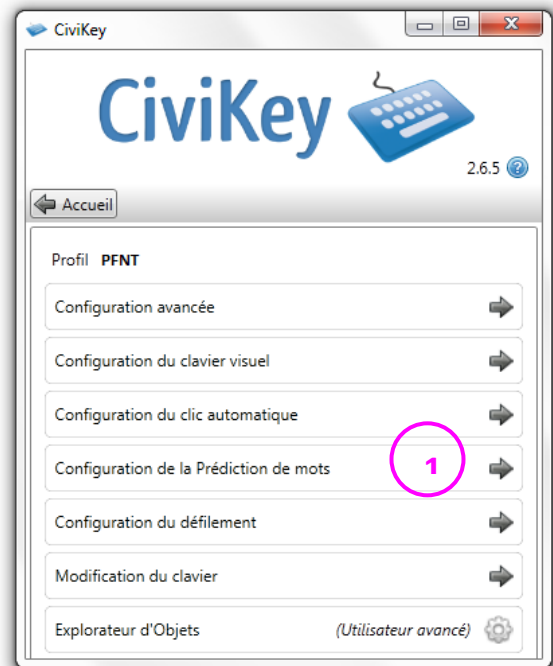 CiviKey
CiviKey
2.6.5 ?
Accueil
Profil PFNT
Configuration avancée
Configuration du clavier visuel
Configuration du clic automatique
Configuration de la Prédiction de mots 1
Configuration du défilement
Modification du clavier
Explorateur d'Objets (Utilisateur avancé)